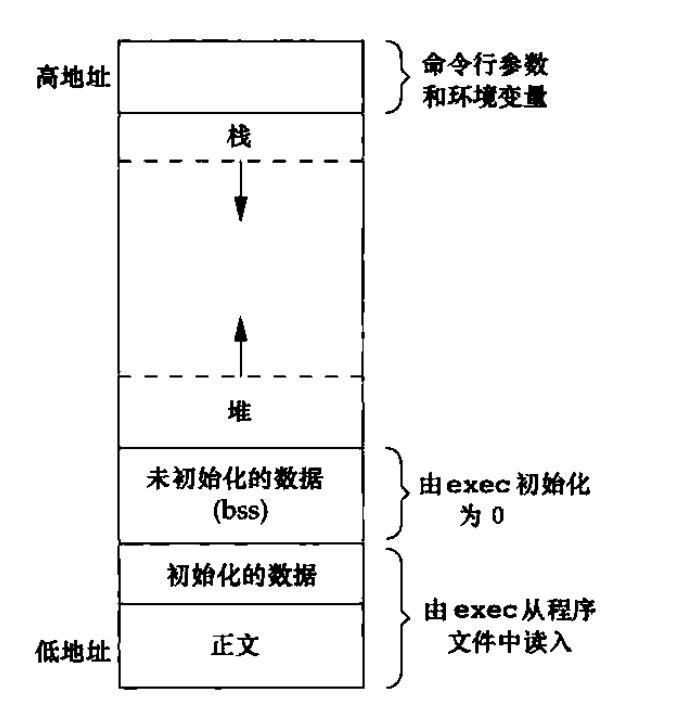 高地址
命令行参数
和环境变量
栈
堆
未初始化的数据
(bss)
由exec初始化
为 0
初始化的数据
由 exec从程序
文件中读入
低地址
正文